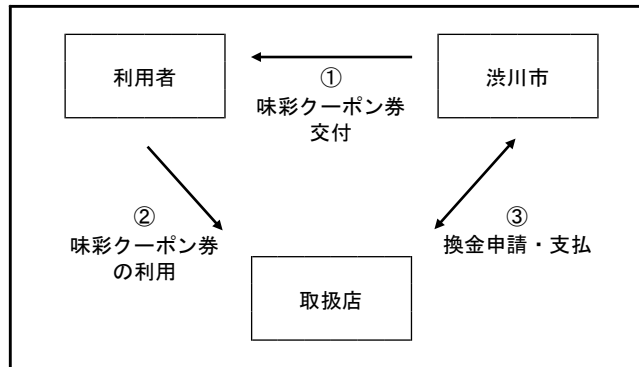 利用者
①
味彩クーポン券
交付
渋川市
②
味彩クーポン券
の利用
③
換金申請・支払
取扱店